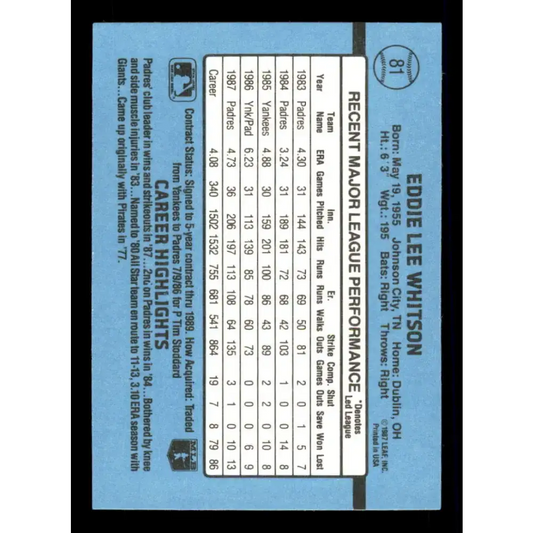 81
EDDIE LEE WHITSON
Born: May 19, 1955 Johnson City, TN Home: Dublin, OH
Ht.: 6'3" Wgt.: 195 Bats: Right Throws: Right
© 1987 LEAF, INC.
Printed in USA
RECENT MAJOR LEAGUE PERFORMANCE
*Denotes
Led League
Team Inn. Er. Strike Comp. Shut
Year Name ERA Games Pitched Hits Runs Runs Walks Outs Games Outs Save Won Lost
1983 Padres 4.30 31 144 143 73 69 50 81 2 0 1 5 7
1984 Padres 3.24 31 189 181 72 68 42 103 1 0 0 14 8
1985 Yankees 4.88 30 159 201 100 86 43 89 2 2 0 10 8
1986 Ynk/Pad 6.23 31 113 139 85 78 60 73 0 0 0 6 9
1987 Padres 4.73 36 206 197 113 108 64 135 3 1 0 10 13
Career 4.08 340 1502 1532 755 681 541 864 19 7 8 79 86
Contract Status: Signed to 5-year contract thru 1989. How Acquired: Traded
from Yankees to Padres 7/9/86 for P Tim Stoddard
MLB
CAREER HIGHLIGHTS
Padres' club leader in wins and strikeouts in '87...2nd on Padres in wins in '84...Bothered by knee
and side muscle injuries in '83...Named to '80 All Star team en route to 11-13, 3.10 ERA season with
Giants...Came up originally with Pirates in '77.